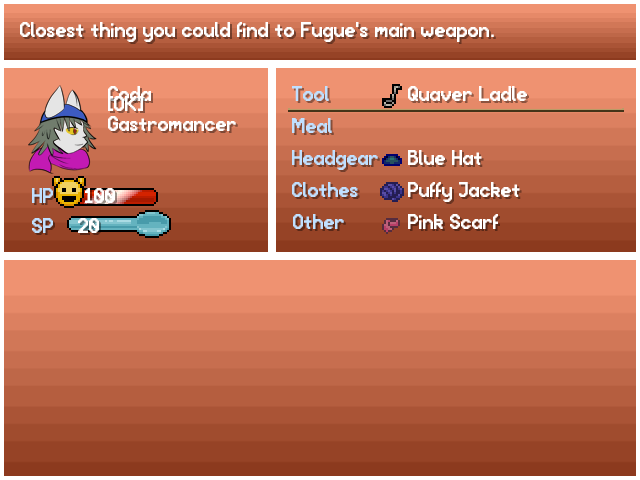 Closest thing you could find to Fugue's main weapon.
Coda
[OK]
Gastromancer
HP 100
SP 20
Tool Quaver Ladle
Meal
Headgear Blue Hat
Clothes Puffy Jacket
Other Pink Scarf